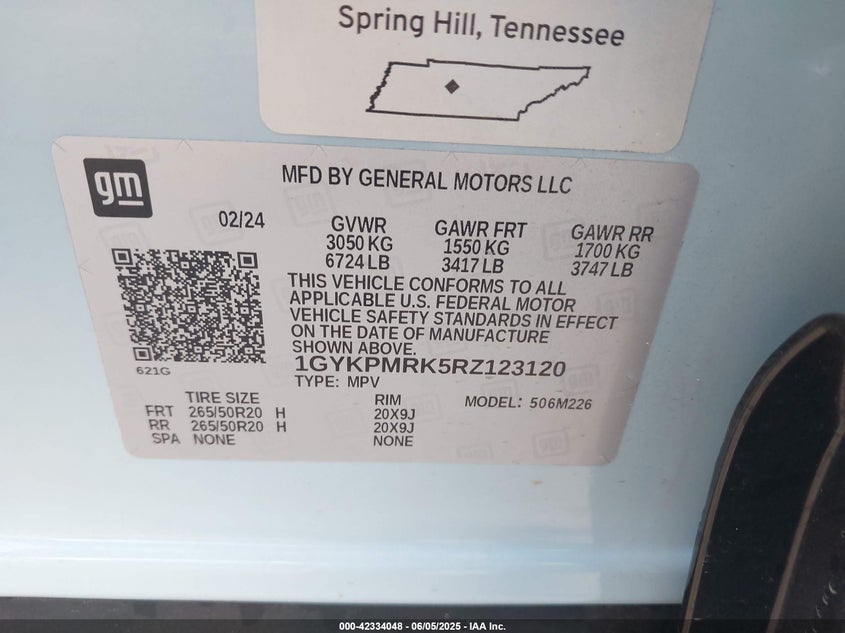 Spring Hill, Tennessee
gm
MFD BY GENERAL MOTORS LLC
02/24
GVWR
3050 KG
6724 LB
GAWR FRT
1550 KG
3417 LB
GAWR RR
1700 KG
3747 LB
THIS VEHICLE CONFORMS TO ALL
APPLICABLE U.S. FEDERAL MOTOR
VEHICLE SAFETY STANDARDS IN EFFECT
ON THE DATE OF MANUFACTURE
SHOWN ABOVE.
621G
1GYKPMRK5RZ123120
TYPE: MPV
MODEL: 506M226
TIRE SIZE RIM
FRT 265/50R20 H 20X9J
RR 265/50R20 H 20X9J
SPA NONE NONE
000-42334048 - 06/05/2025 - IAA Inc.